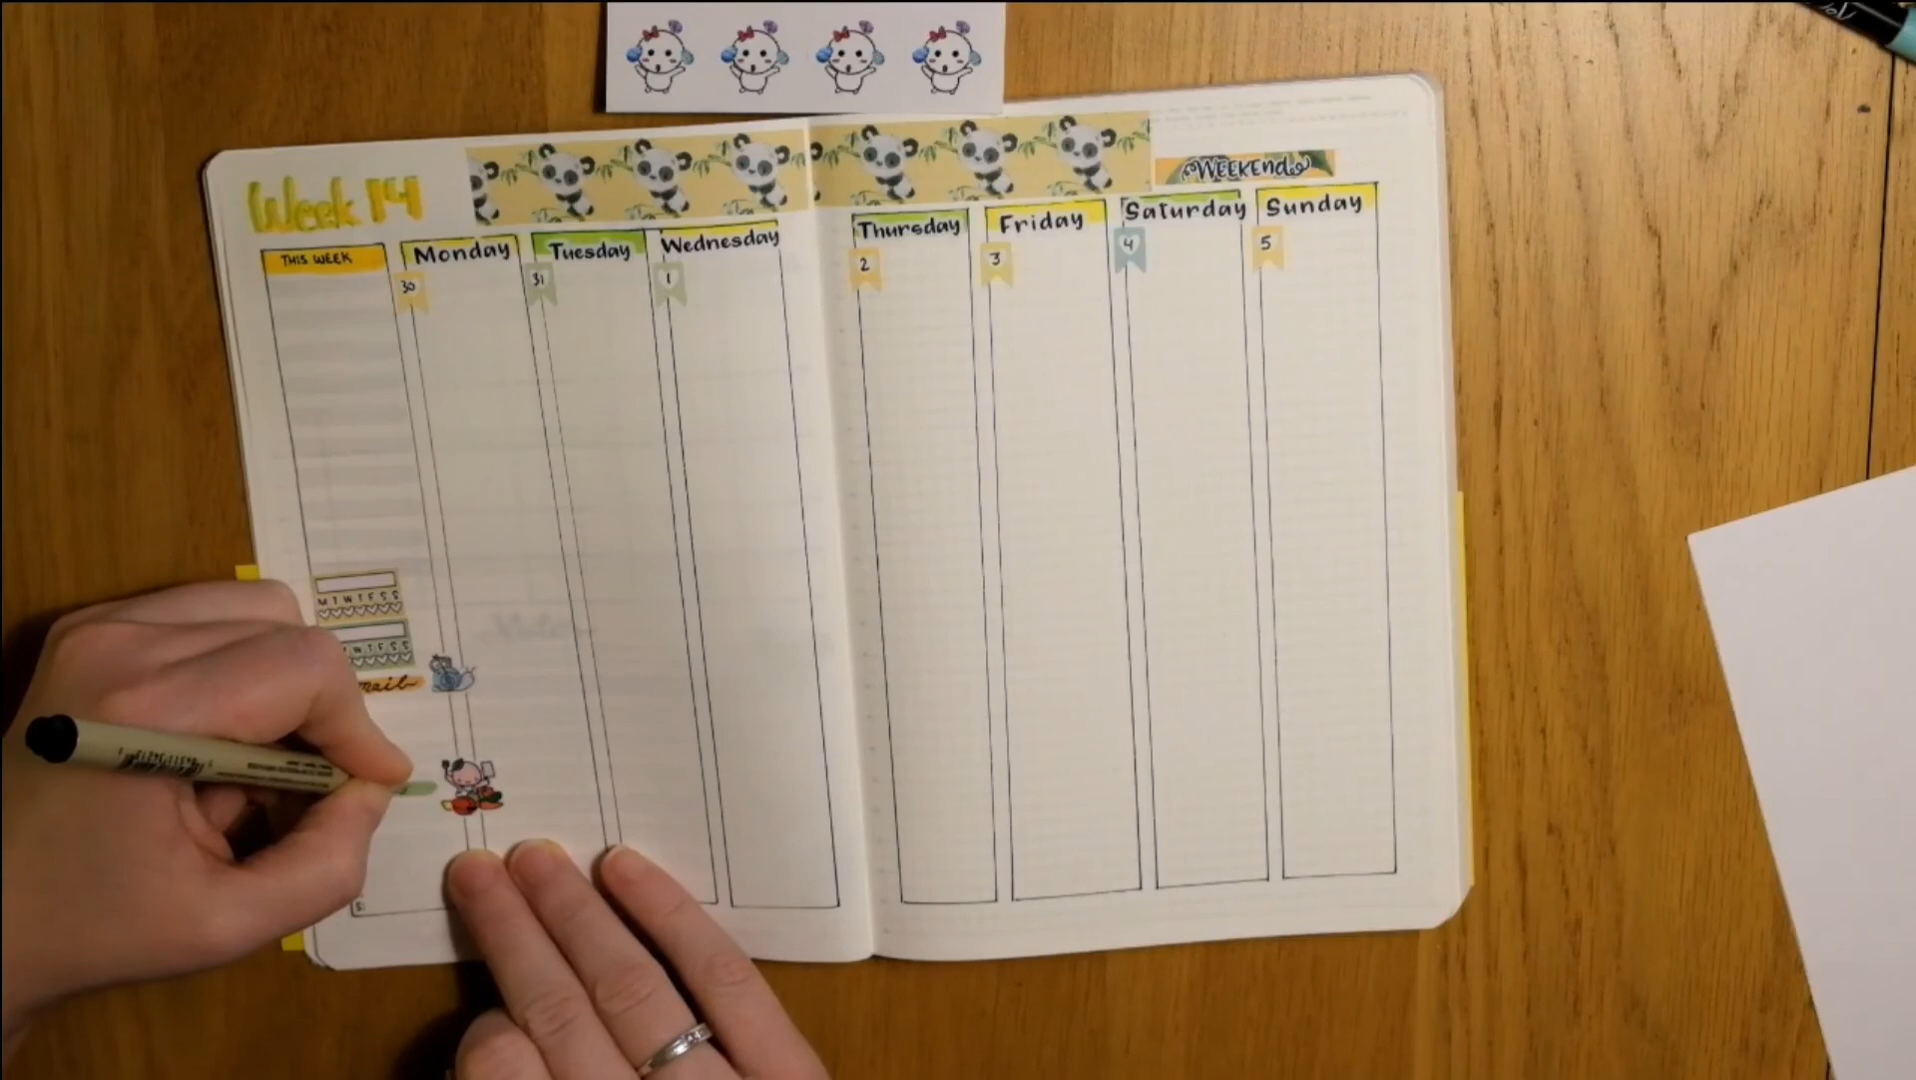 Week 14
WEEKEND
THIS WEEK
Monday
Tuesday
Wednesday
Thursday
Friday
Saturday
Sunday
30
31
1
2
3
4
5
M T W T F S S
W T F S S
mail
S: